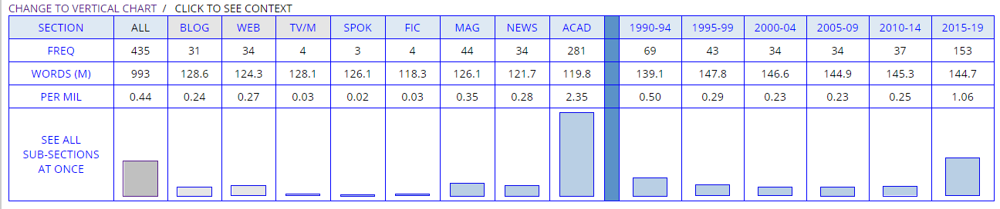 CHANGE TO VERTICAL CHART / CLICK TO SEE CONTEXT
SECTION ALL BLOG WEB TV/M SPOK FIC MAG NEWS ACAD 1990-94 1995-99 2000-04 2005-09 2010-14 2015-19
FREQ 435 31 34 4 3 4 44 34 281 69 43 34 34 37 153
WORDS (M) 993 128.6 124.3 128.1 126.1 118.3 126.1 121.7 119.8 139.1 147.8 146.6 144.9 145.3 144.7
PER MIL 0.44 0.24 0.27 0.03 0.02 0.03 0.35 0.28 2.35 0.50 0.29 0.23 0.23 0.25 1.06
SEE ALL
SUB-SECTIONS
AT ONCE